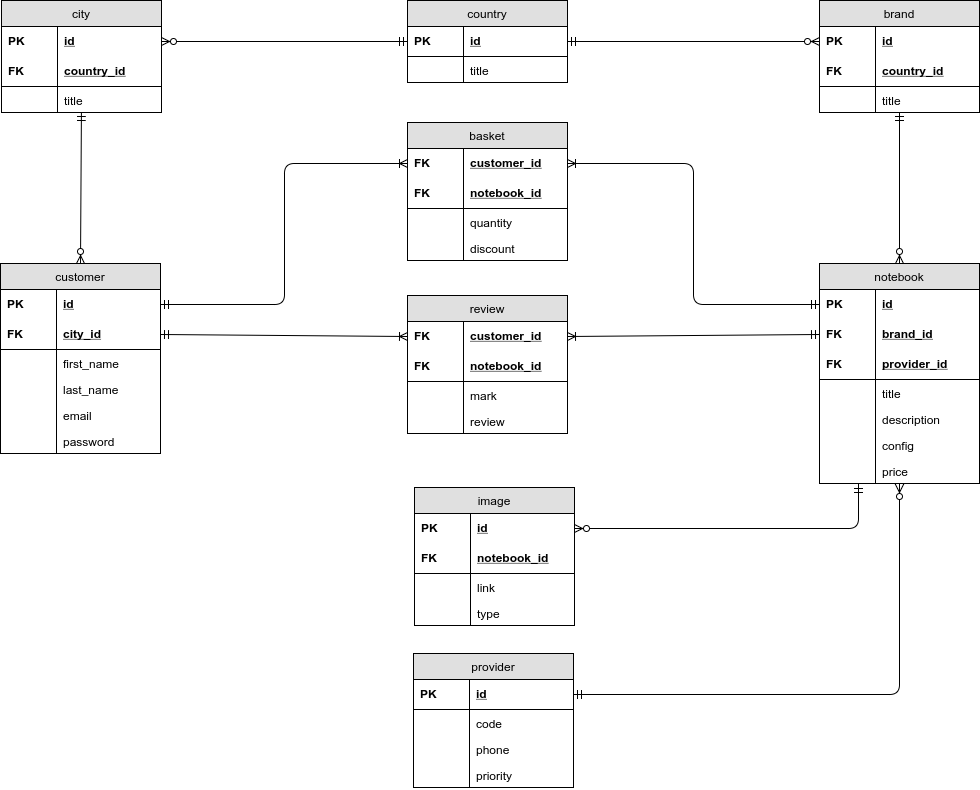 city
PK id
FK country_id
title
country
PK id
title
brand
PK id
FK country_id
title
basket
FK customer_id
FK notebook_id
quantity
discount
customer
PK id
FK city_id
first_name
last_name
email
password
review
FK customer_id
FK notebook_id
mark
review
notebook
PK id
FK brand_id
FK provider_id
title
description
config
price
image
PK id
FK notebook_id
link
type
provider
PK id
code
phone
priority